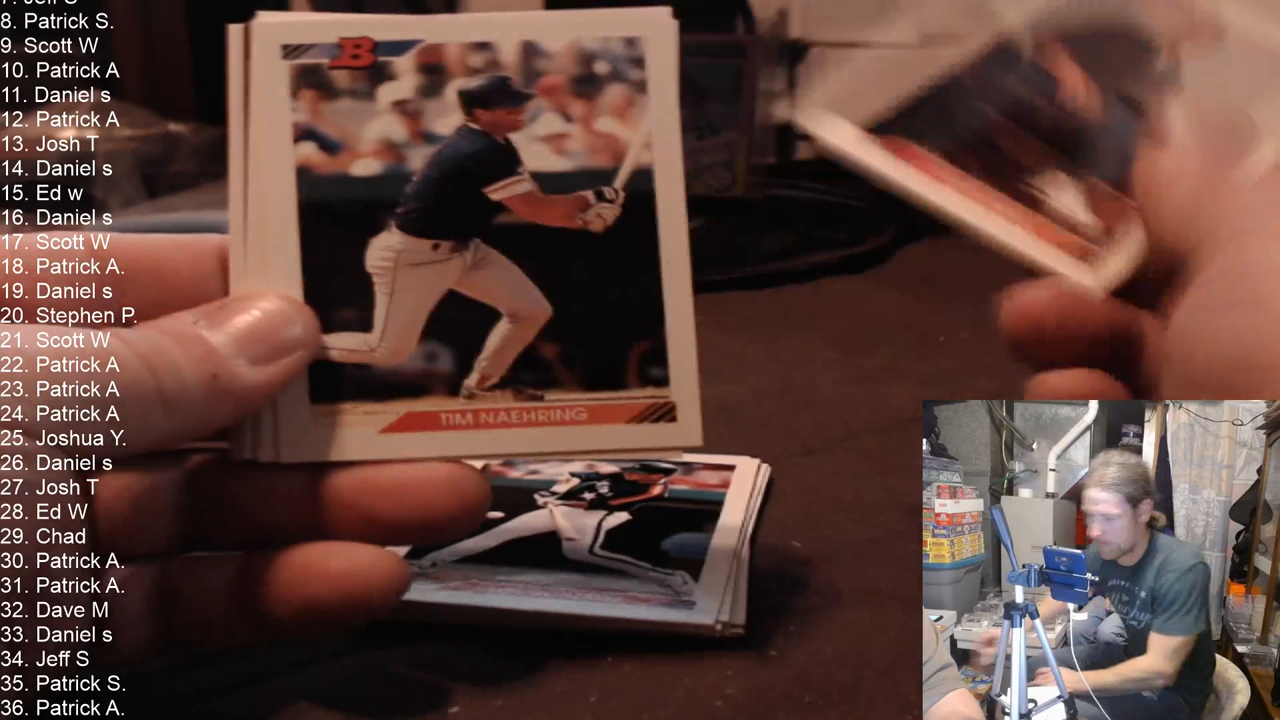 7. Jeff S
8. Patrick S.
9. Scott W
10. Patrick A
11. Daniel s
12. Patrick A
13. Josh T
14. Daniel s
15. Ed w
16. Daniel s
17. Scott W
18. Patrick A.
19. Daniel s
20. Stephen P.
21. Scott W
22. Patrick A
23. Patrick A
24. Patrick A
25. Joshua Y.
26. Daniel s
27. Josh T
28. Ed W
29. Chad
30. Patrick A.
31. Patrick A.
32. Dave M
33. Daniel s
34. Jeff S
35. Patrick S.
36. Patrick A.
B
TIM NAEHRING